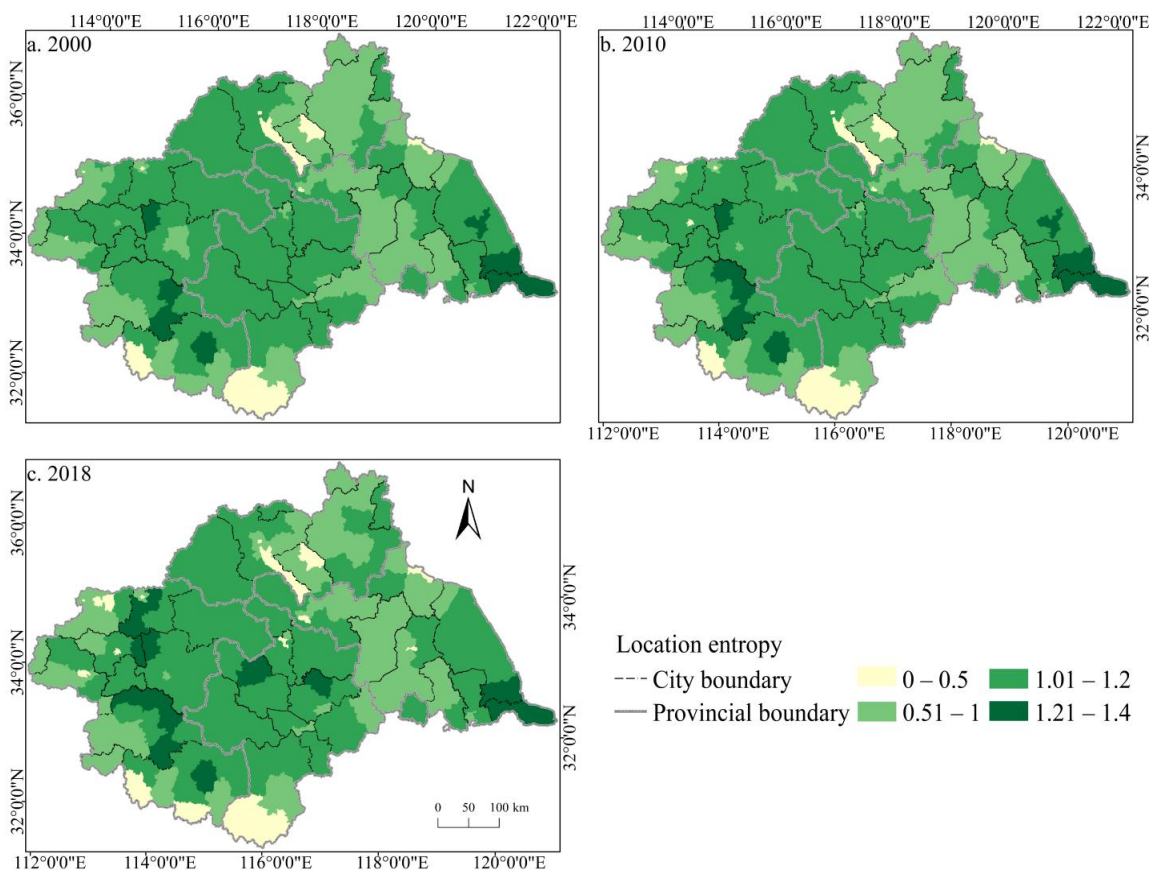 114°0'0"E 116°0'0"E 118°0'0"E 120°0'0"E 122°0'0"E
114°0'0"E 116°0'0"E 118°0'0"E 120°0'0"E 122°0'0"E
a. 2000
b. 2010
36°0'0"N
34°0'0"N
32°0'0"N
34°0'0"N
32°0'0"N
112°0'0"E 114°0'0"E 116°0'0"E 118°0'0"E 120°0'0"E
c. 2018
N
36°0'0"N
34°0'0"N
32°0'0"N
34°0'0"N
32°0'0"N
0 50 100 km
112°0'0"E 114°0'0"E 116°0'0"E 118°0'0"E 120°0'0"E
Location entropy
City boundary 0 – 0.5 1.01 – 1.2
Provincial boundary 0.51 – 1 1.21 – 1.4